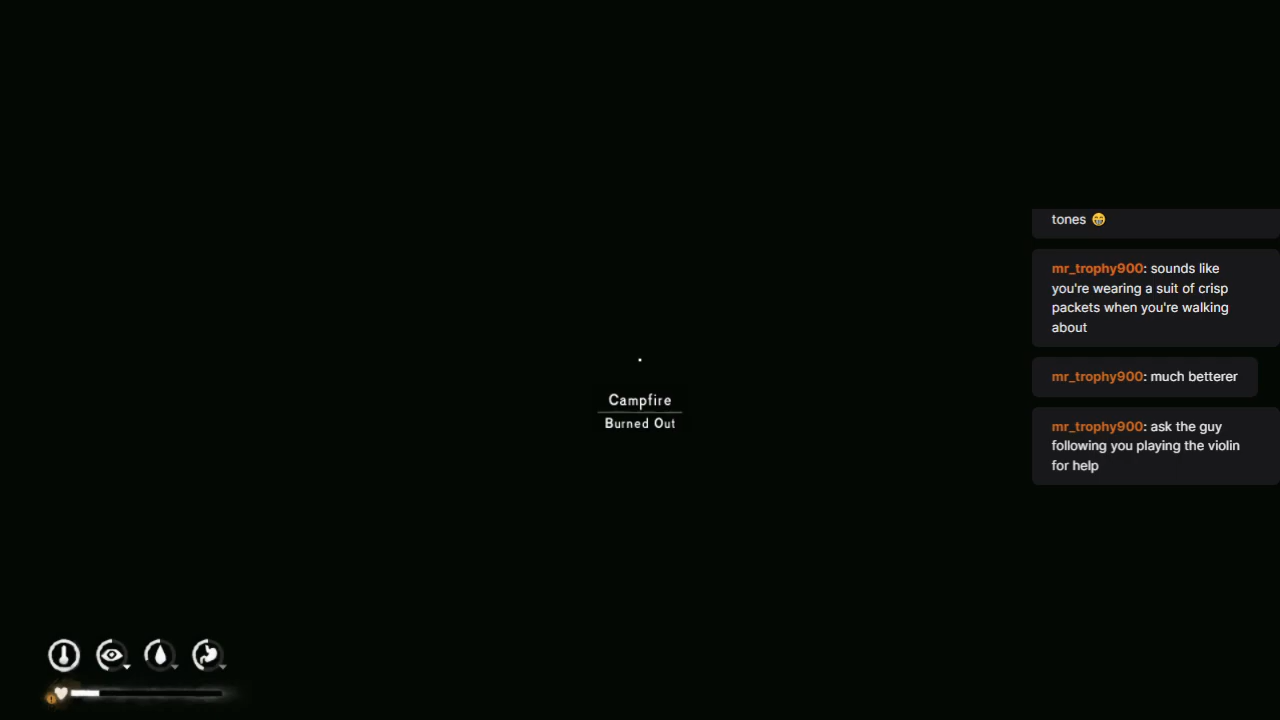 tones 😁
mr_trophy900: sounds like
you're wearing a suit of crisp
packets when you're walking
about
mr_trophy900: much betterer
Campfire
Burned Out
mr_trophy900: ask the guy
following you playing the violin
for help